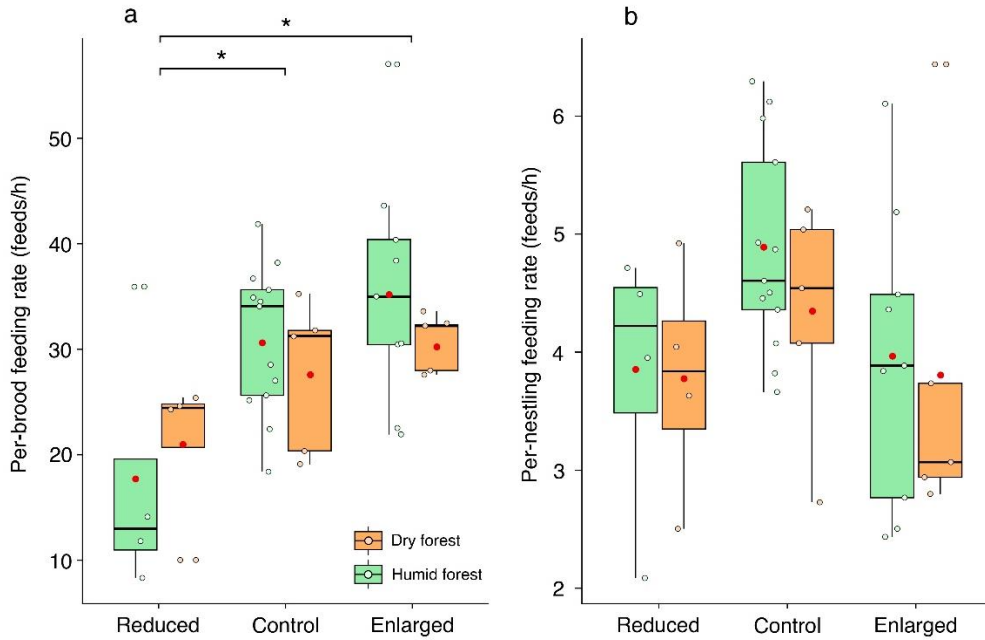 a
*
*
Per-brood feeding rate (feeds/h)
50
40
30
20
10
Dry forest
Humid forest
Reduced
Control
Enlarged
b
Per-nestling feeding rate (feeds/h)
6
5
4
3
2
Reduced
Control
Enlarged